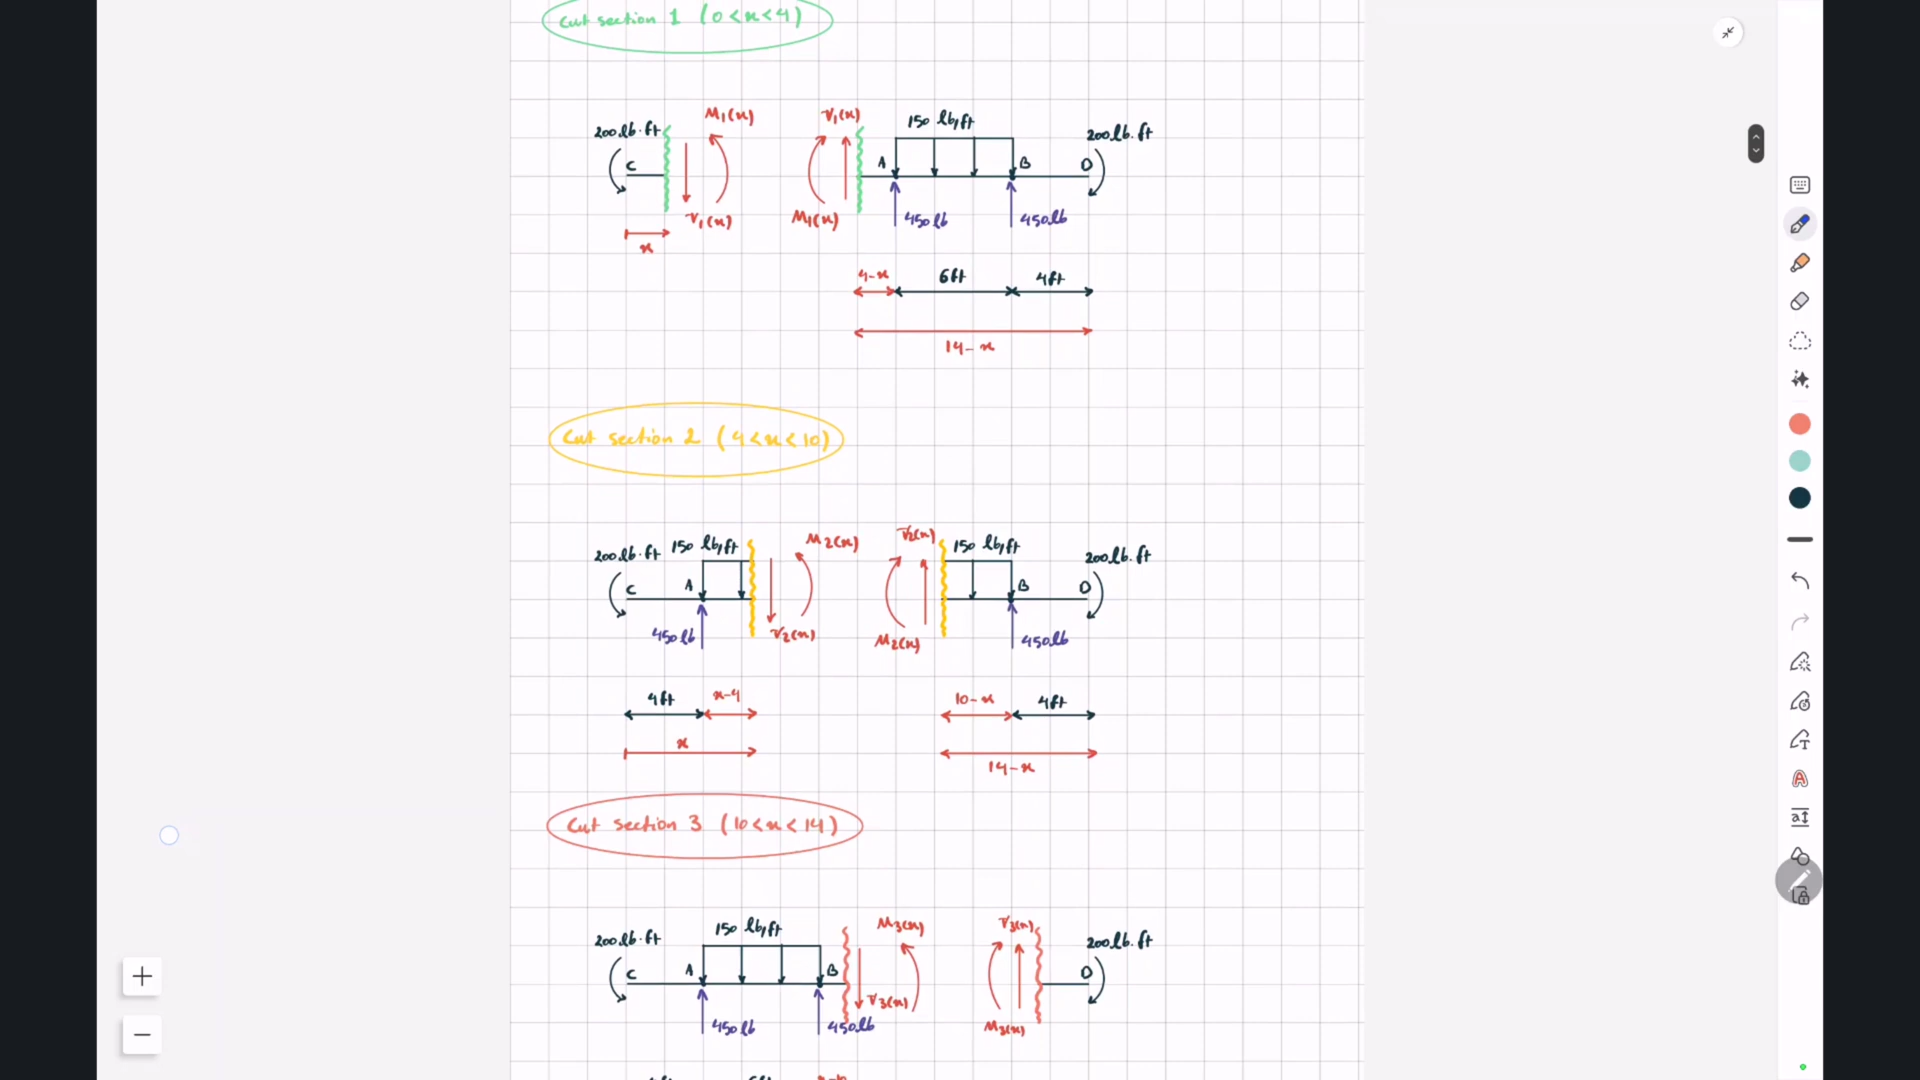 Cut section 1 (0<x<4)
M1(x) V1(x) 150 lb/ft
200lb.ft 200lb.ft
C A B D
V1(x) M1(x) 450lb 450lb
x
4-x 6ft 4ft
14-x
Cut section 2 (4<x<10)
M2(x) V2(x)
200lb.ft 150 lb/ft 150 lb/ft 200lb.ft
C A B D
450lb V2(x) M2(x) 450lb
4ft x-4 10-x 4ft
x
14-x
Cut section 3 (10<x<14)
150 lb/ft M3(x) V3(x)
200lb.ft 200lb.ft
C A B D
V3(x)
450lb 450lb M3(x)